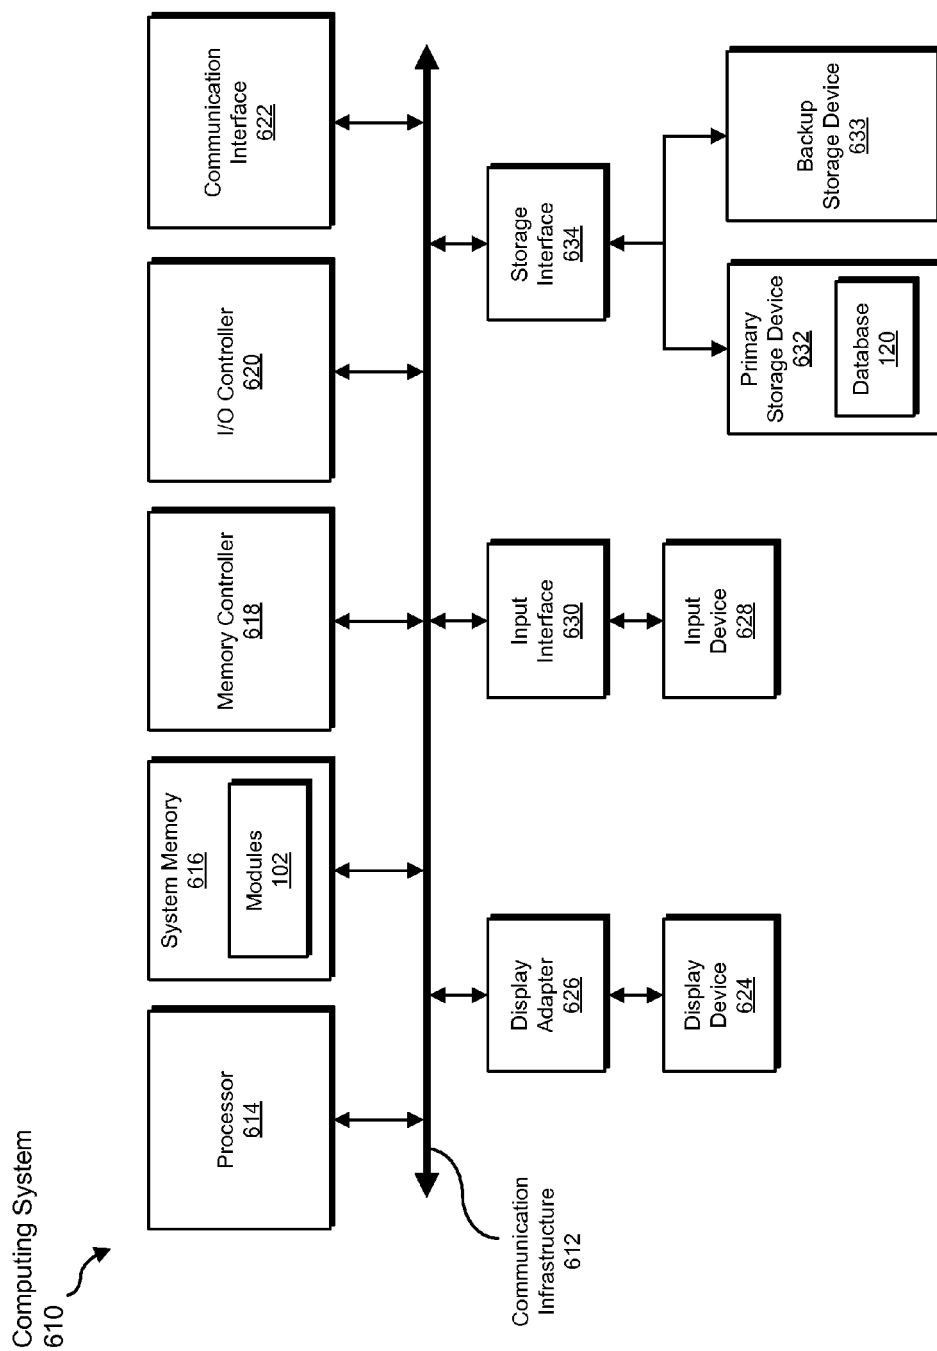 Computing System
610
Processor
614
System Memory
616
Modules
102
Memory Controller
618
I/O Controller
620
Communication
Interface
622
Communication
Infrastructure
612
Display
Adapter
626
Input
Interface
630
Storage
Interface
634
Display
Device
624
Input
Device
628
Primary
Storage Device
632
Database
120
Backup
Storage Device
633